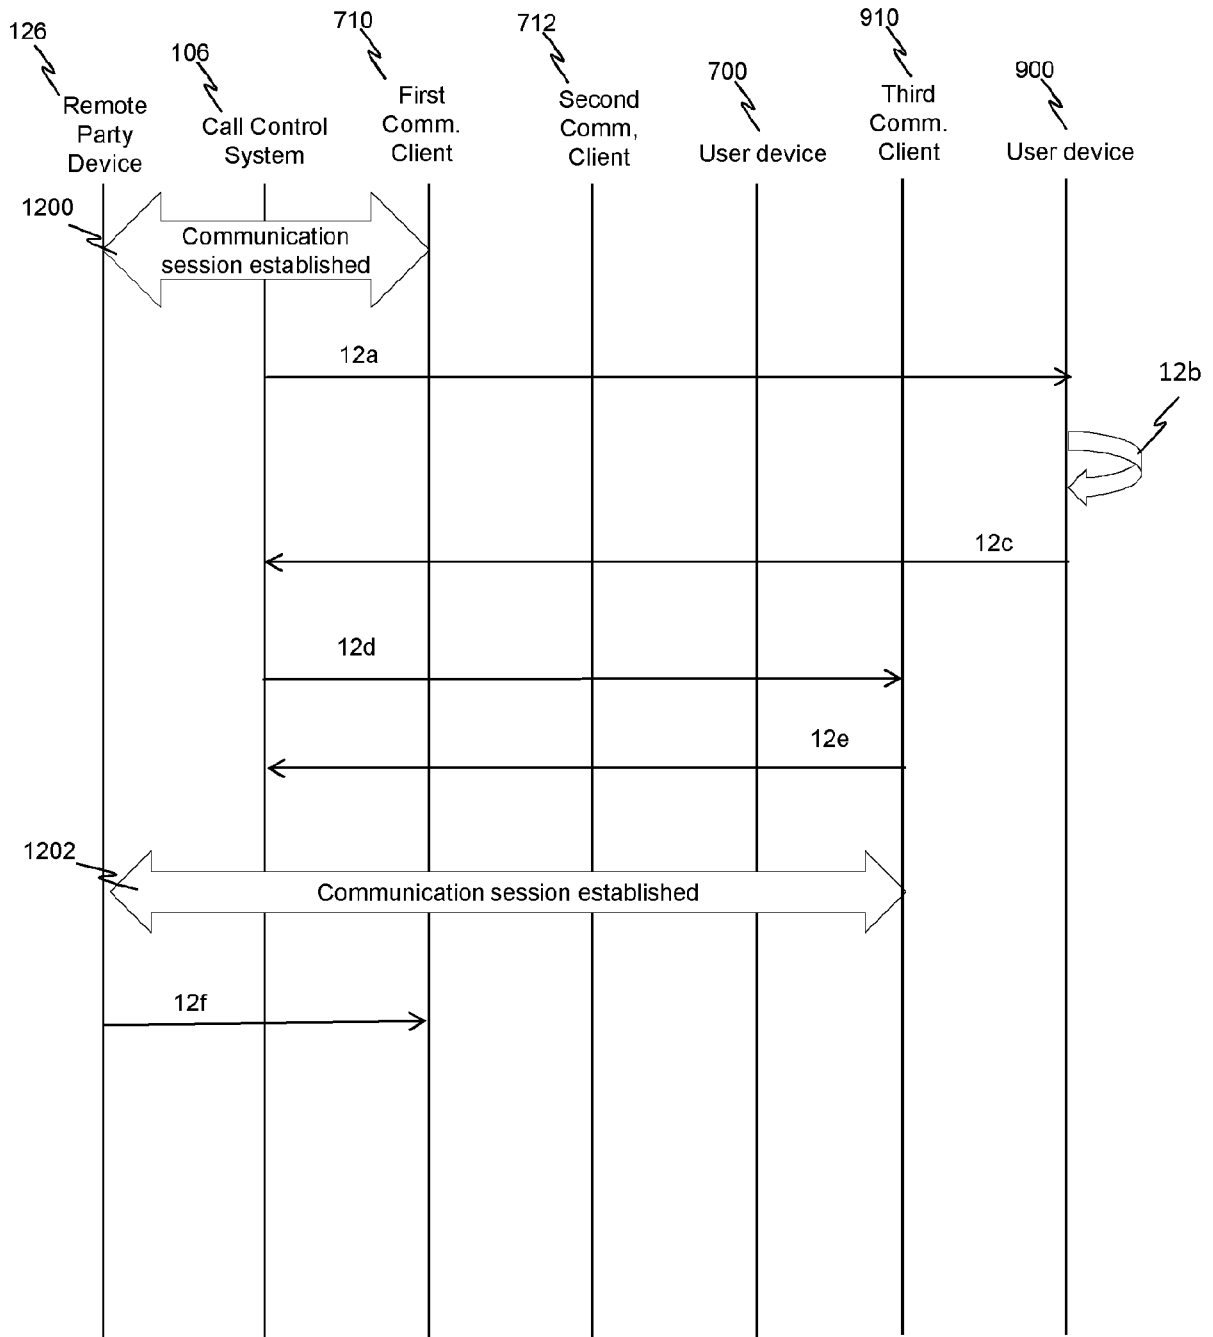 126
106
710
712
700
910
900
Remote
Party
Device
Call Control
System
First
Comm.
Client
Second
Comm,
Client
User device
Third
Comm.
Client
User device
1200
Communication
session established
12a
12b
12c
12d
12e
1202
Communication session established
12f